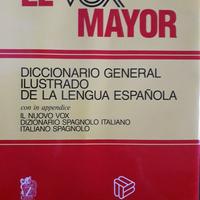 EL VOX
MAYOR
DICCIONARIO GENERAL
ILUSTRADO
DE LA LENGUA ESPAÑOLA
con in appendice
IL NUOVO VOX
DIZIONARIO SPAGNOLO ITALIANO
ITALIANO SPAGNOLO